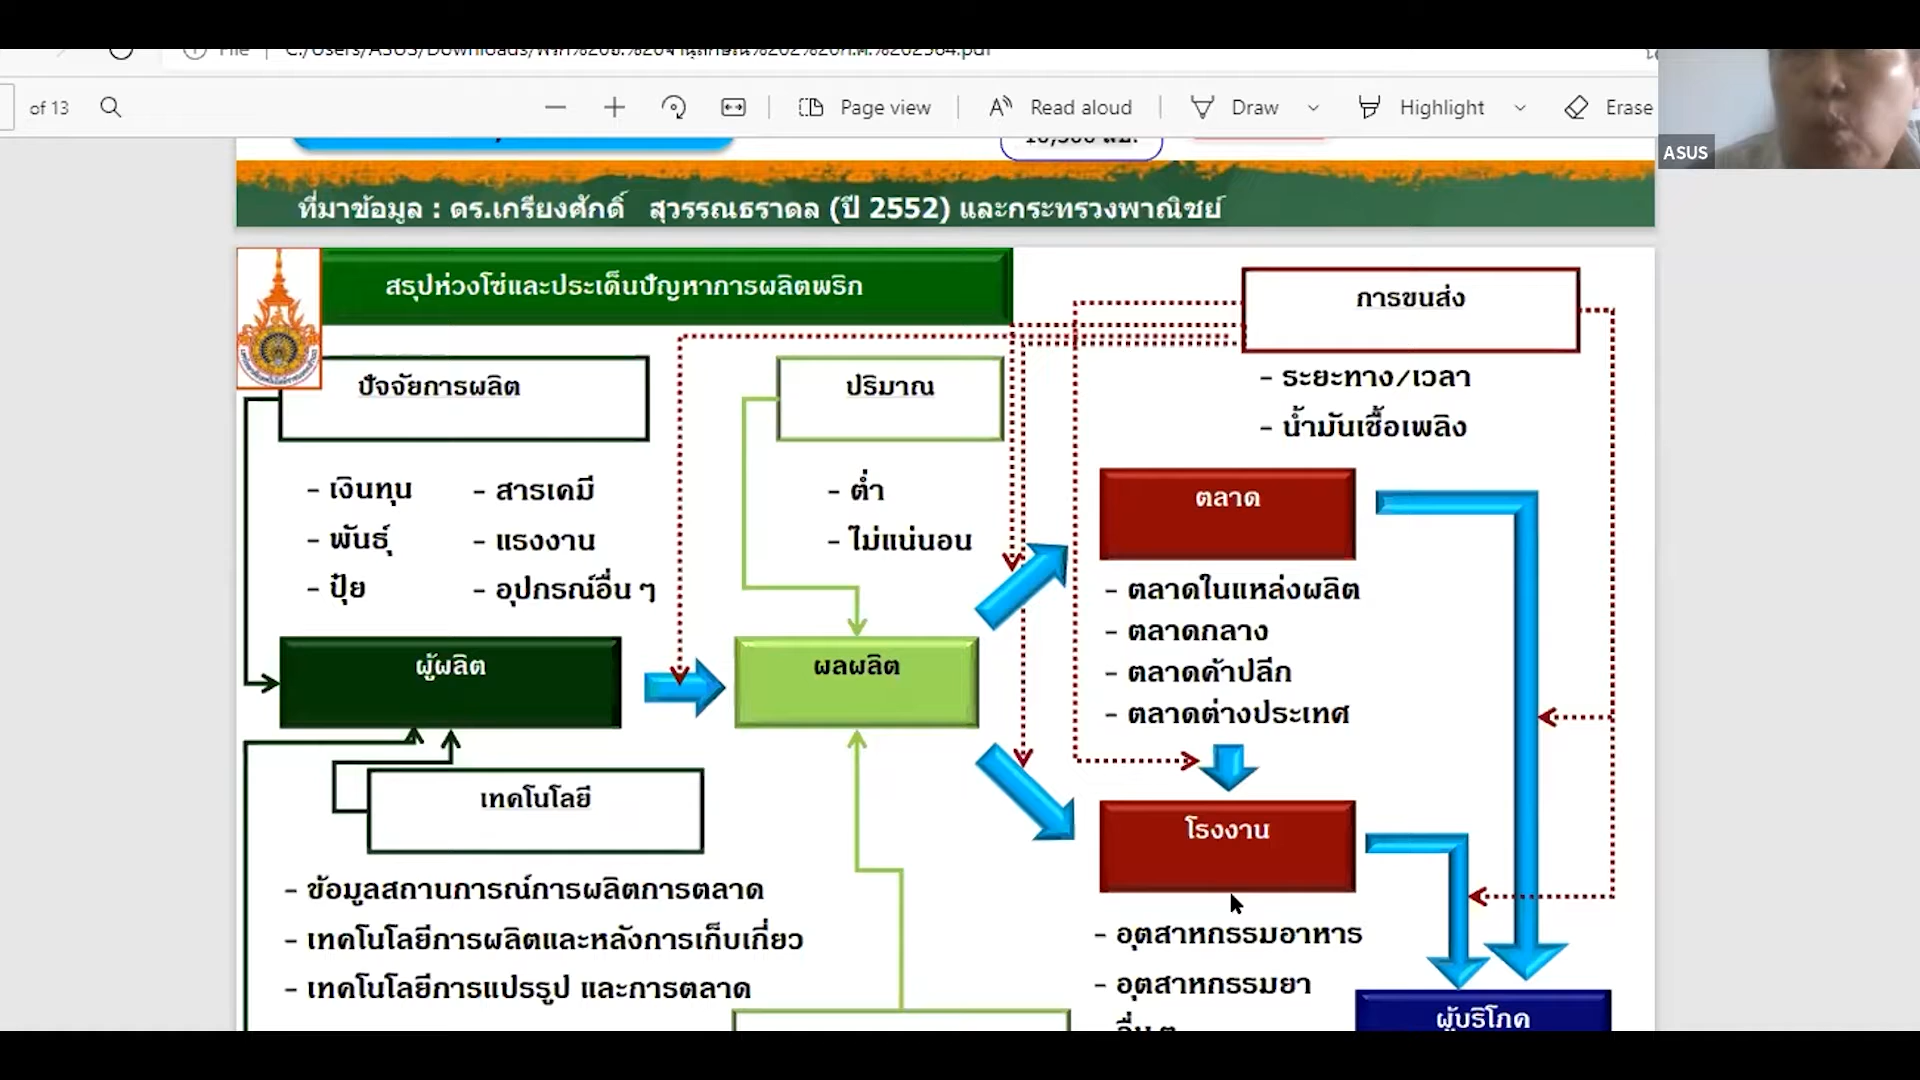 of 13
Page view
Read aloud
Draw
Highlight
Erase
ASUS
ที่มาข้อมูล : ดร.เกรียงศักดิ์ สุวรรณธราดล (ปี 2552) และกระทรวงพาณิชย์
สรุปห่วงโซ่และประเด็นปัญหาการผลิตพริก
การขนส่ง
- ระยะทาง/เวลา
- น้ำมันเชื้อเพลิง
ปัจจัยการผลิต
- เงินทุน
- พันธุ์
- ปุ๋ย
- สารเคมี
- แรงงาน
- อุปกรณ์อื่น ๆ
ปริมาณ
- ต่ำ
- ไม่แน่นอน
ตลาด
- ตลาดในแหล่งผลิต
- ตลาดกลาง
- ตลาดค้าปลีก
- ตลาดต่างประเทศ
ผู้ผลิต
ผลผลิต
เทคโนโลยี
- ข้อมูลสถานการณ์การผลิตการตลาด
- เทคโนโลยีการผลิตและหลังการเก็บเกี่ยว
- เทคโนโลยีการแปรรูป และการตลาด
โรงงาน
- อุตสาหกรรมอาหาร
- อุตสาหกรรมยา
ผู้บริโภค